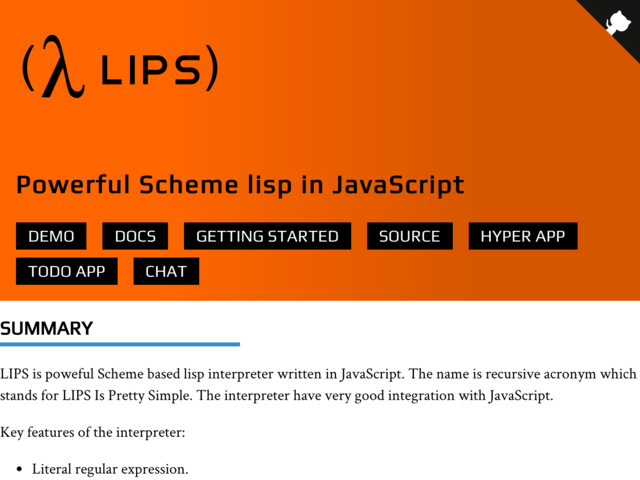 (λ LIPS)
Powerful Scheme lisp in JavaScript
DEMO DOCS GETTING STARTED SOURCE HYPER APP
TODO APP CHAT
SUMMARY
LIPS is poweful Scheme based lisp interpreter written in JavaScript. The name is recursive acronym which
stands for LIPS Is Pretty Simple. The interpreter have very good integration with JavaScript.
Key features of the interpreter:
• Literal regular expression.